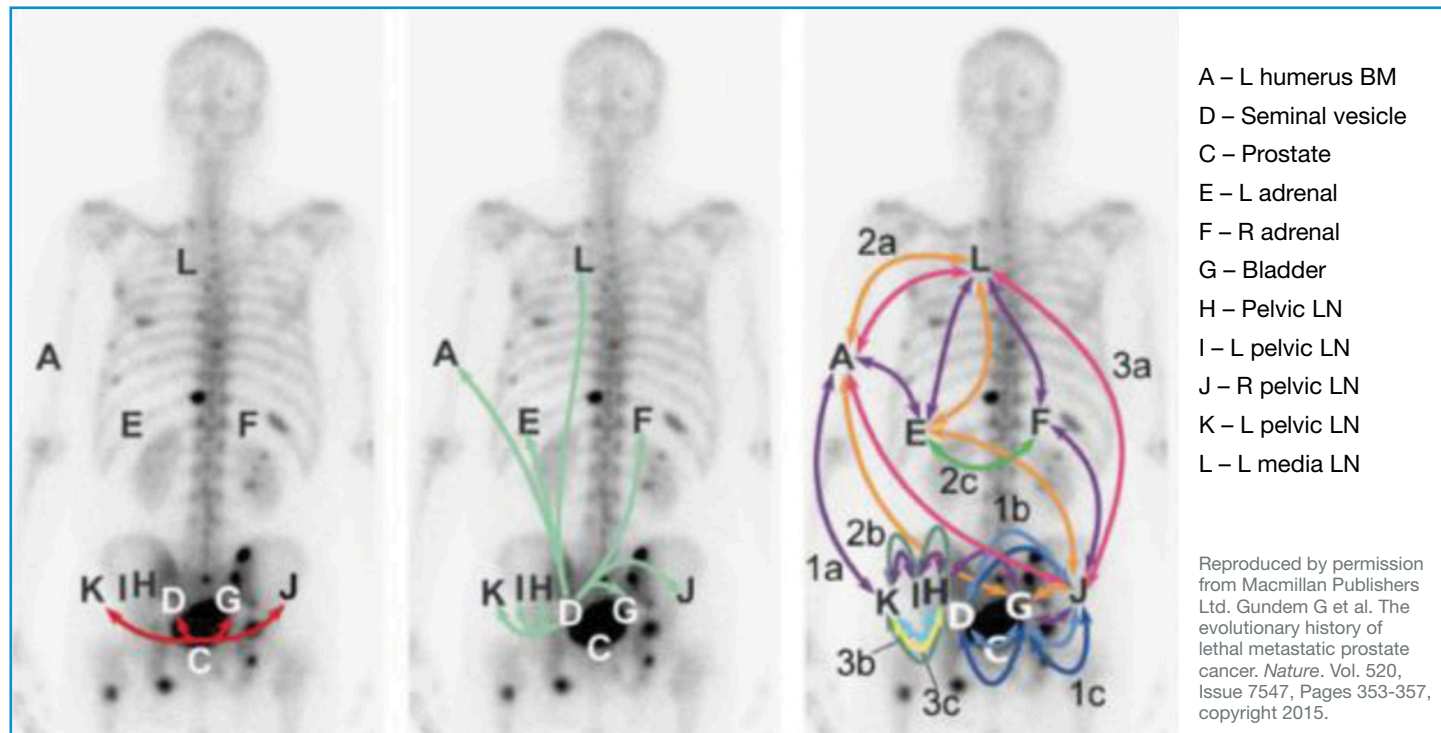 L
A
E F
K I H D G J
C
L
A
E F
K I H D G J
C
2a L
A 3a
E F
2c
2b 1b
1a
K I H D G J
C
3b
3c 1c
A – L humerus BM
D – Seminal vesicle
C – Prostate
E – L adrenal
F – R adrenal
G – Bladder
H – Pelvic LN
I – L pelvic LN
J – R pelvic LN
K – L pelvic LN
L – L media LN
Reproduced by permission
from Macmillan Publishers
Ltd. Gundem G et al. The
evolutionary history of
lethal metastatic prostate
cancer. Nature. Vol. 520,
Issue 7547, Pages 353-357,
copyright 2015.